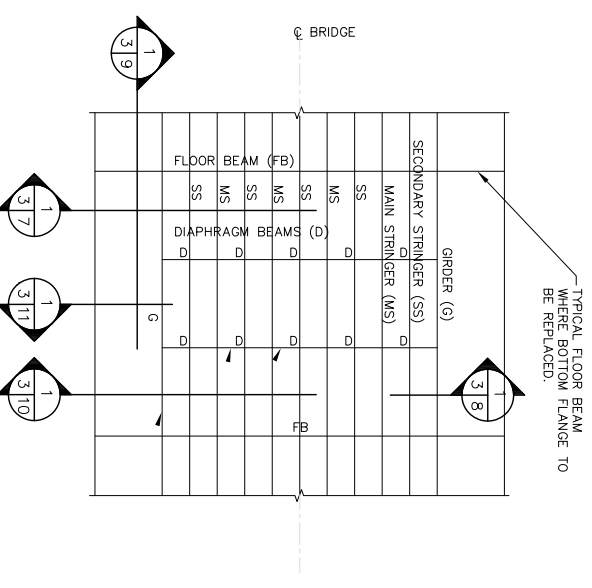 ℄ BRIDGE
1
3 9
FLOOR BEAM (FB)
SECONDARY STRINGER (SS)
MAIN STRINGER (MS)
GIRDER (G)
SS
MS
SS
MS
SS
MS
SS
TYPICAL FLOOR BEAM
WHERE BOTTOM FLANGE TO
BE REPLACED.
1
3 7
DIAPHRAGM BEAMS (D)
D
D
D
D
D
1
3 11
G
D
D
D
D
D
1
3 10
FB
1
3 8